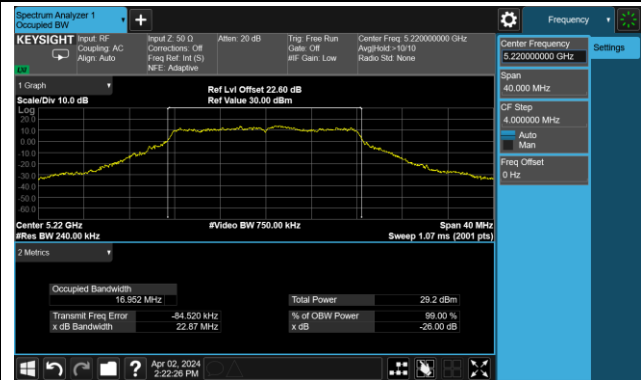 Spectrum Analyzer 1
Occupied BW
+
Frequency
KEYSIGHT
Input: RF
Coupling: AC
Align: Auto
Input Z: 50 Ω
Corrections: Off
Freq Ref: Int (S)
NFE: Adaptive
Atten: 20 dB
Trig: Free Run
Gate: Off
#IF Gain: Low
Center Freq: 5.220000000 GHz
Avg|Hold:>10/10
Radio Std: None
Center Frequency
5.220000000 GHz
Settings
Span
40.000 MHz
CF Step
4.000000 MHz
Auto
Man
Freq Offset
0 Hz
1 Graph
Scale/Div 10.0 dB
Ref Lvl Offset 22.60 dB
Ref Value 30.00 dBm
Log
20.0
10.0
0.00
-10.0
-20.0
-30.0
-40.0
-50.0
-60.0
Center 5.22 GHz
#Video BW 750.00 kHz
Span 40 MHz
#Res BW 240.00 kHz
Sweep 1.07 ms (2001 pts)
2 Metrics
Occupied Bandwidth
16.952 MHz
Total Power
29.2 dBm
Transmit Freq Error
-84.520 kHz
% of OBW Power
99.00 %
x dB Bandwidth
22.87 MHz
x dB
-26.00 dB
?
Apr 02, 2024
2:22:26 PM